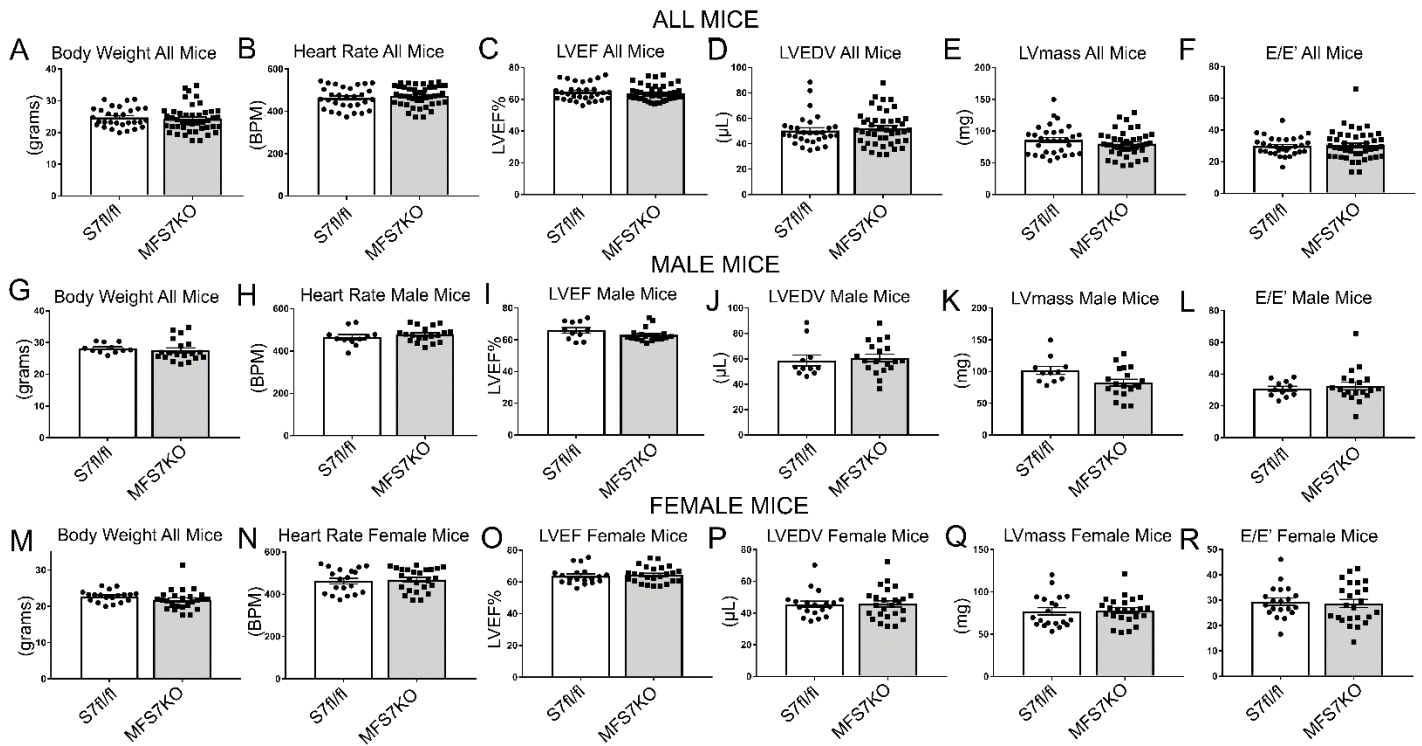 ALL MICE
A Body Weight All Mice
(grams)
40
30
20
10
0
S7fl/fl
MFS7KO
B Heart Rate All Mice
(BPM)
600
400
200
0
S7fl/fl
MFS7KO
C LVEF All Mice
LVEF%
80
60
40
20
0
S7fl/fl
MFS7KO
D LVEDV All Mice
(µL)
100
80
60
40
20
0
S7fl/fl
MFS7KO
E LVmass All Mice
(mg)
200
150
100
50
0
S7fl/fl
MFS7KO
F E/E’ All Mice
80
60
40
20
0
S7fl/fl
MFS7KO
MALE MICE
G Body Weight All Mice
(grams)
40
30
20
10
0
S7fl/fl
MFS7KO
H Heart Rate Male Mice
(BPM)
600
400
200
0
S7fl/fl
MFS7KO
I LVEF Male Mice
LVEF%
80
60
40
20
0
S7fl/fl
MFS7KO
J LVEDV Male Mice
(µL)
100
80
60
40
20
0
S7fl/fl
MFS7KO
K LVmass Male Mice
(mg)
200
150
100
50
0
S7fl/fl
MFS7KO
L E/E’ Male Mice
80
60
40
20
0
S7fl/fl
MFS7KO
FEMALE MICE
M Body Weight All Mice
(grams)
30
20
10
0
S7fl/fl
MFS7KO
N Heart Rate Female Mice
(BPM)
600
400
200
0
S7fl/fl
MFS7KO
O LVEF Female Mice
LVEF%
80
60
40
20
0
S7fl/fl
MFS7KO
P LVEDV Female Mice
(µL)
80
60
40
20
0
S7fl/fl
MFS7KO
Q LVmass Female Mice
(mg)
150
100
50
0
S7fl/fl
MFS7KO
R E/E’ Female Mice
50
40
30
20
10
0
S7fl/fl
MFS7KO